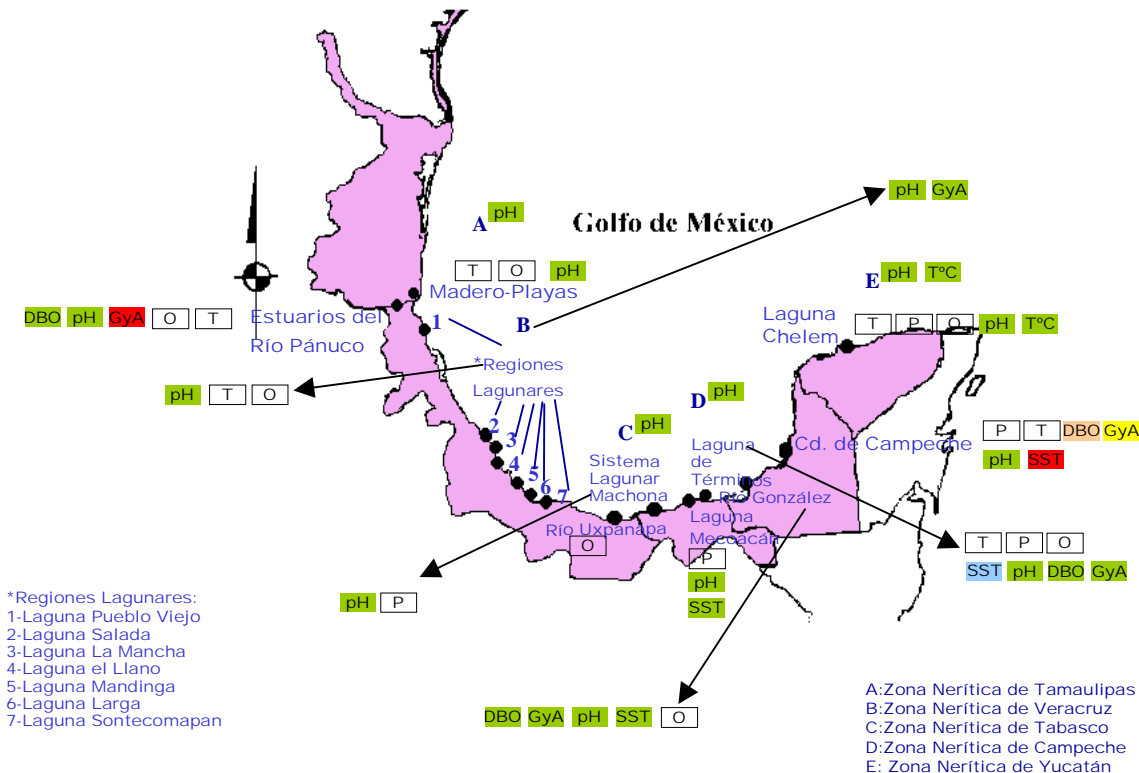 pH GyA
A pH
Golfo de México
T O pH
E pH TºC
Madero-Playas
DBO pH GyA O T
Estuarios del
Río Pánuco
1
B
Laguna
Chelem
T P O pH TºC
*Regiones
Lagunares
pH T O
D pH
2
3
4
5
6
7
C pH
Sistema
Lagunar
Machona
Laguna
de
Términos
Cd. de Campeche
P T DBO GyA
pH SST
Río González
Río Uxpanapa
O
Laguna
Mecoacán
P
pH
SST
T P O
SST pH DBO GyA
pH P
*Regiones Lagunares:
1-Laguna Pueblo Viejo
2-Laguna Salada
3-Laguna La Mancha
4-Laguna el Llano
5-Laguna Mandinga
6-Laguna Larga
7-Laguna Sontecomapan
DBO GyA pH SST O
A:Zona Nerítica de Tamaulipas
B:Zona Nerítica de Veracruz
C:Zona Nerítica de Tabasco
D:Zona Nerítica de Campeche
E: Zona Nerítica de Yucatán